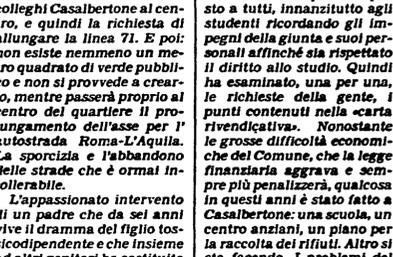 colleghi Casalbertone al cen-
ro, e quindi la richiesta di
allungare la linea 71. E poi:
non esiste nemmeno un me-
ro quadrato di verde pubbli-
co e non si provvede a crear-
o, mentre passerà proprio al
centro del quartiere il pro-
ungamento dell'asse per l'
autostrada Roma-L'Aquila.
La sporcizia e l'abbandono
delle strade che è ormai in-
ollerabile.
L'appassionato intervento
di un padre che da sei anni
vive il dramma del figlio tos-
sicodipendente e che insieme
sto a tutti, innanzitutto agli
studenti ricordando gli im-
pegni della giunta e suoi per-
sonali affinché sia rispettato
il diritto allo studio. Quindi
ha esaminato, una per una,
le richieste della gente, i
punti contenuti nella «carta
rivendicativa». Nonostante
le grosse difficoltà economi-
che del Comune, che la legge
finanziaria aggrava e sem-
pre più penalizzerà, qualcosa
in questi anni è stato fatto a
Casalbertone: una scuola, un
centro anziani, un piano per
la raccolta dei rifiuti. Altro si